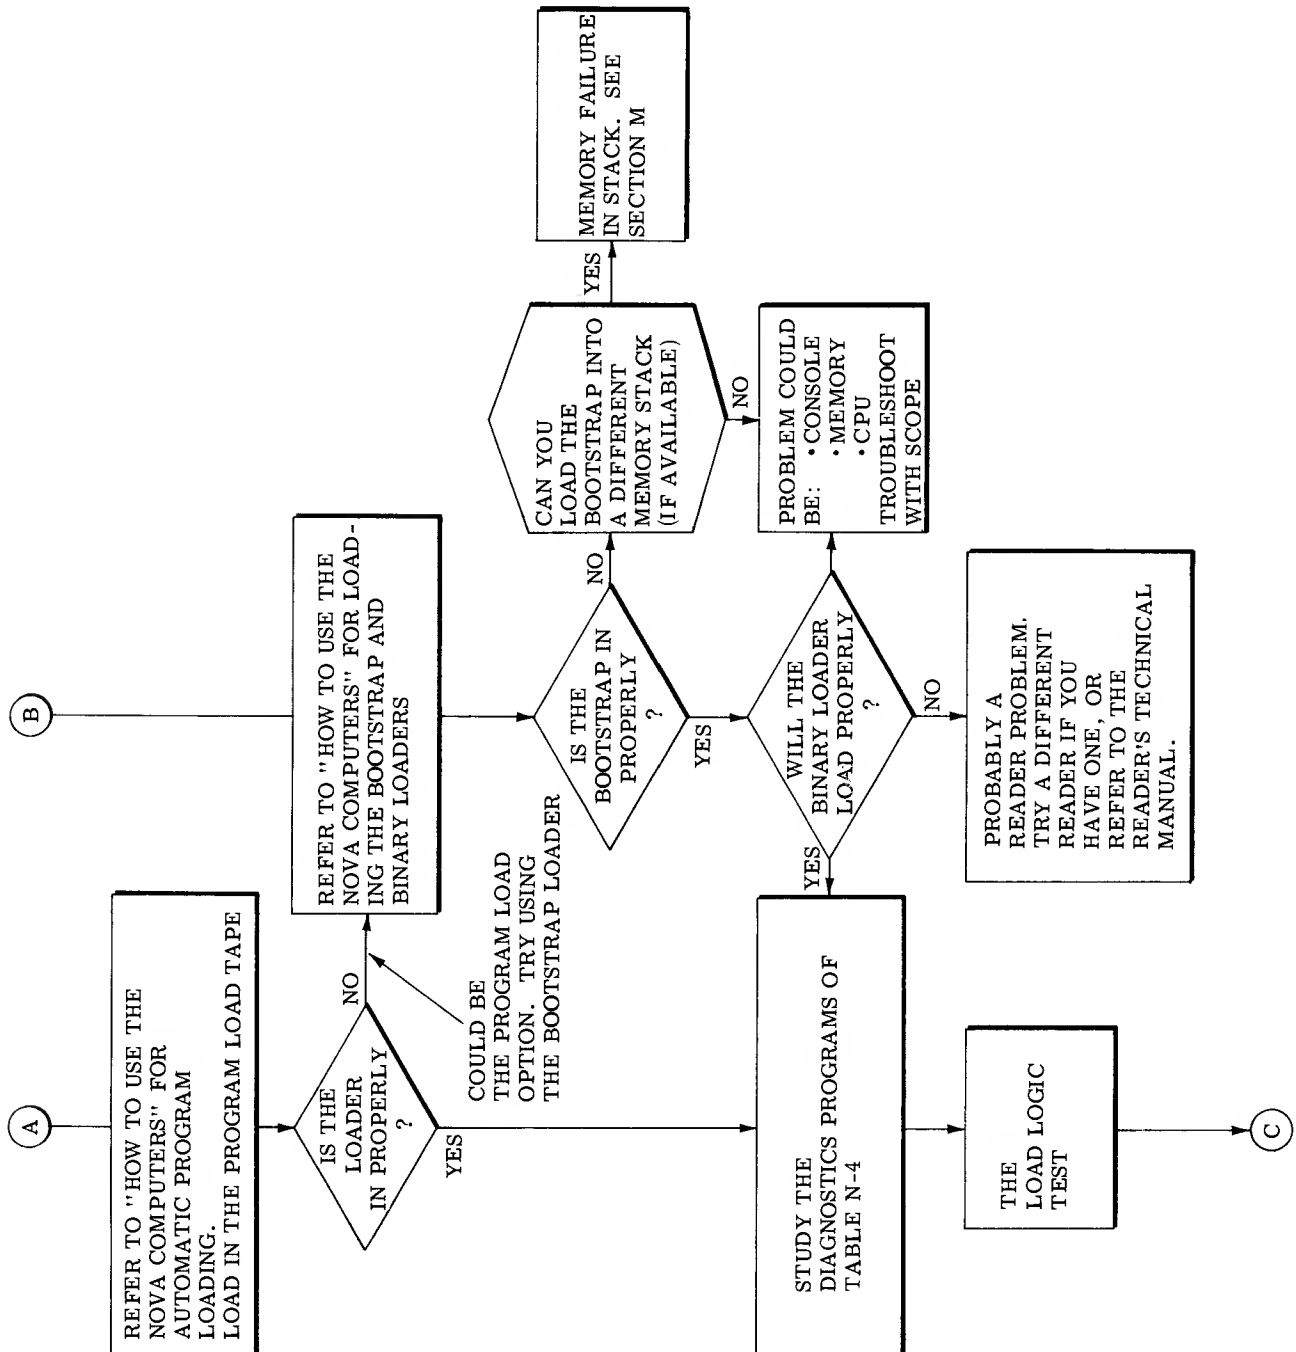 A
REFER TO "HOW TO USE THE
NOVA COMPUTERS" FOR
AUTOMATIC PROGRAM
LOADING.
LOAD IN THE PROGRAM LOAD TAPE
IS THE
LOADER
IN PROPERLY
?
NO
YES
COULD BE
THE PROGRAM LOAD
OPTION. TRY USING
THE BOOTSTRAP LOADER
B
REFER TO "HOW TO USE THE
NOVA COMPUTERS" FOR LOAD-
ING THE BOOTSTRAP AND
BINARY LOADERS
IS THE
BOOTSTRAP IN
PROPERLY
?
NO
YES
CAN YOU
LOAD THE
BOOTSTRAP INTO
A DIFFERENT
MEMORY STACK
(IF AVAILABLE)
YES
NO
MEMORY FAILURE
IN STACK. SEE
SECTION M
PROBLEM COULD
BE: • CONSOLE
• MEMORY
• CPU
TROUBLESHOOT
WITH SCOPE
WILL THE
BINARY LOADER
LOAD PROPERLY
?
YES
NO
PROBABLY A
READER PROBLEM.
TRY A DIFFERENT
READER IF YOU
HAVE ONE, OR
REFER TO THE
READER'S TECHNICAL
MANUAL.
STUDY THE
DIAGNOSTICS PROGRAMS OF
TABLE N-4
THE
LOAD LOGIC
TEST
C